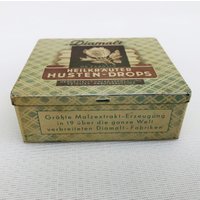 Diamalt
HEILKRÄUTER
HUSTEN-DROPS
Größte Malzextrakt-Erzeugung
in 19 über die ganze Welt
verbreiteten Diamalt-Fabriken